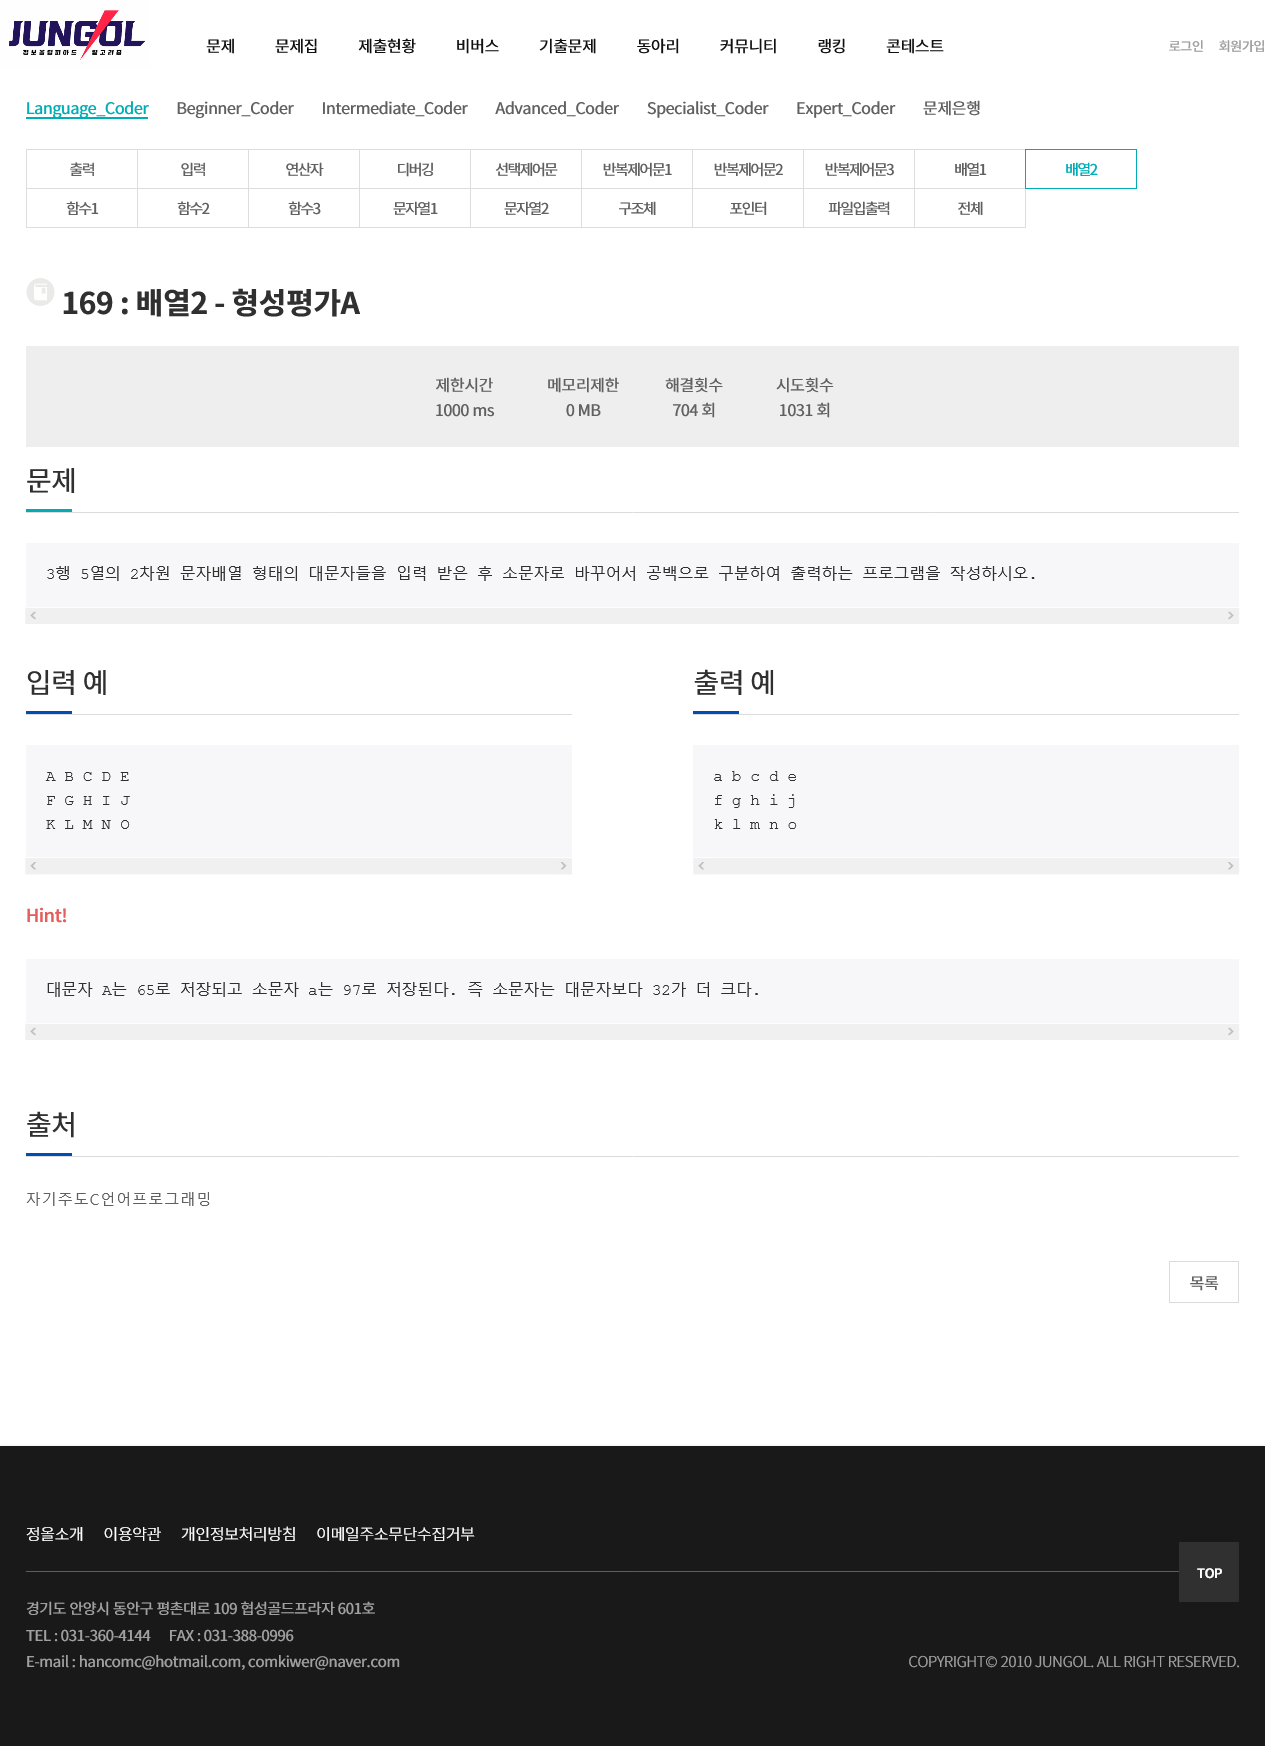 JUNGOL
정보올림피아드 알고리즘
문제 문제집 제출현황 비버스 기출문제 동아리 커뮤니티 랭킹 콘테스트
로그인 회원가입
Language_Coder Beginner_Coder Intermediate_Coder Advanced_Coder Specialist_Coder Expert_Coder 문제은행
출력 입력 연산자 디버깅 선택제어문 반복제어문1 반복제어문2 반복제어문3 배열1 배열2
함수1 함수2 함수3 문자열1 문자열2 구조체 포인터 파일입출력 전체
169 : 배열2 - 형성평가A
제한시간 메모리제한 해결횟수 시도횟수
1000 ms 0 MB 704 회 1031 회
문제
3행 5열의 2차원 문자배열 형태의 대문자들을 입력 받은 후 소문자로 바꾸어서 공백으로 구분하여 출력하는 프로그램을 작성하시오.
입력 예
A B C D E
F G H I J
K L M N O
출력 예
a b c d e
f g h i j
k l m n o
Hint!
대문자 A는 65로 저장되고 소문자 a는 97로 저장된다. 즉 소문자는 대문자보다 32가 더 크다.
출처
자기주도C언어프로그래밍
목록
정올소개 이용약관 개인정보처리방침 이메일주소무단수집거부
TOP
경기도 안양시 동안구 평촌대로 109 협성골드프라자 601호
TEL : 031-360-4144 FAX : 031-388-0996
E-mail : hancomc@hotmail.com, comkiwer@naver.com
COPYRIGHT© 2010 JUNGOL. ALL RIGHT RESERVED.